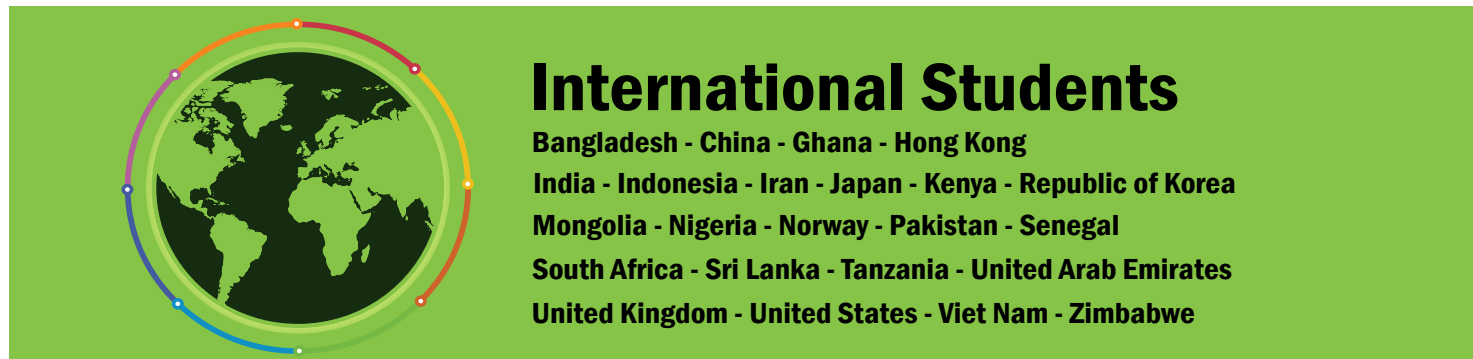 International Students
Bangladesh - China - Ghana - Hong Kong
India - Indonesia - Iran - Japan - Kenya - Republic of Korea
Mongolia - Nigeria - Norway - Pakistan - Senegal
South Africa - Sri Lanka - Tanzania - United Arab Emirates
United Kingdom - United States - Viet Nam - Zimbabwe